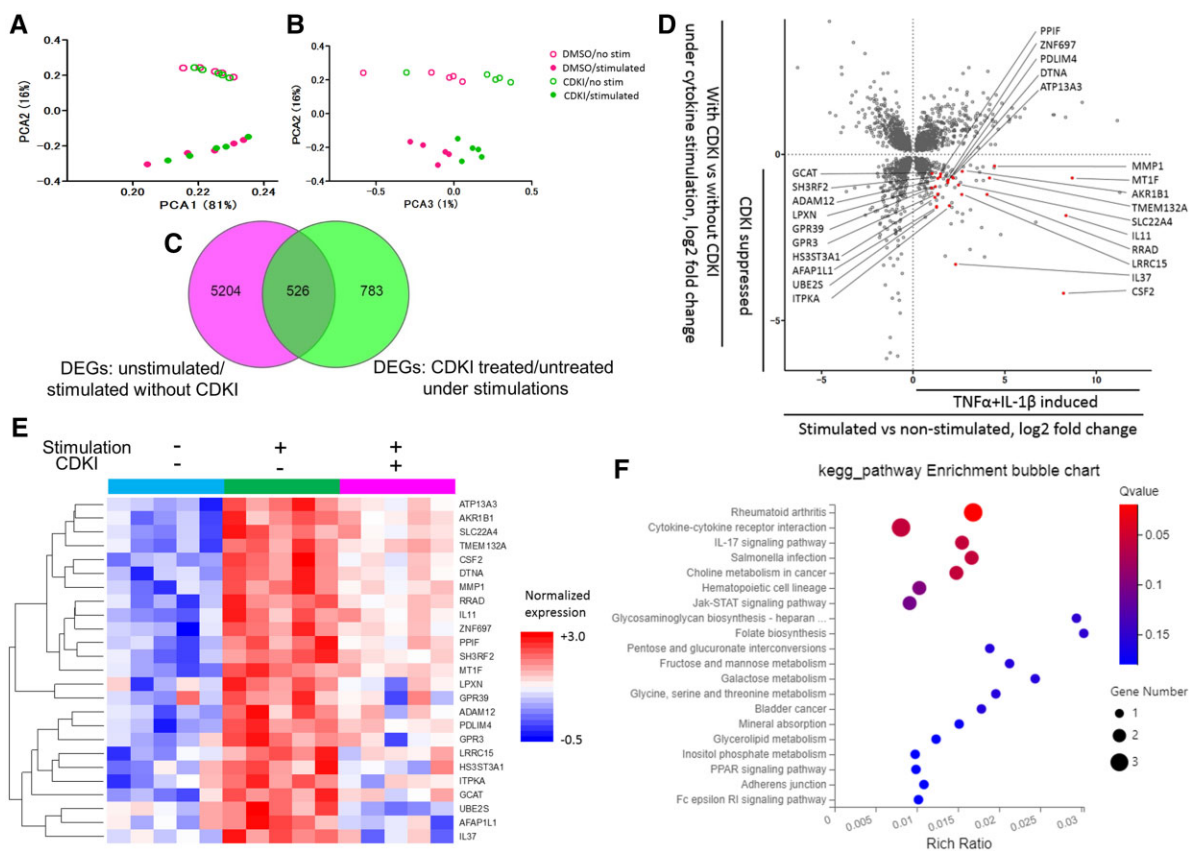 A
PCA2 (16%)
0.4
0.2
0.0
-0.2
-0.4
0.20
0.22
0.24
PCA1 (81%)
B
PCA2 (16%)
0.4
0.2
0.0
-0.2
-0.4
-0.5
0.0
0.5
PCA3 (1%)
DMSO/no stim
DMSO/stimulated
CDKI/no stim
CDKI/stimulated
C
5204
526
783
DEGs: unstimulated/
stimulated without CDKI
DEGs: CDKI treated/untreated
under stimulations
D
With CDKI vs without CDKI
under cytokine stimulation, log2 fold change
CDKI suppressed
0
-5
PPIF
ZNF697
PDLIM4
DTNA
ATP13A3
GCAT
SH3RF2
ADAM12
LPXN
GPR39
GPR3
HS3ST3A1
AFAP1L1
UBE2S
ITPKA
MMP1
MT1F
AKR1B1
TMEM132A
SLC22A4
IL11
RRAD
LRRC15
IL37
CSF2
-5
0
5
10
TNFα+IL-1β induced
Stimulated vs non-stimulated, log2 fold change
E
Stimulation - + +
CDKI - - +
ATP13A3
AKR1B1
SLC22A4
TMEM132A
CSF2
DTNA
MMP1
RRAD
IL11
ZNF697
PPIF
SH3RF2
MT1F
LPXN
GPR39
ADAM12
PDLIM4
GPR3
LRRC15
HS3ST3A1
ITPKA
GCAT
UBE2S
AFAP1L1
IL37
Normalized
expression
+3.0
-0.5
F
kegg_pathway Enrichment bubble chart
Rheumatoid arthritis
Cytokine-cytokine receptor interaction
IL-17 signaling pathway
Salmonella infection
Choline metabolism in cancer
Hematopoietic cell lineage
Jak-STAT signaling pathway
Glycosaminoglycan biosynthesis - heparan ...
Folate biosynthesis
Pentose and glucuronate interconversions
Fructose and mannose metabolism
Galactose metabolism
Glycine, serine and threonine metabolism
Bladder cancer
Mineral absorption
Glycerolipid metabolism
Inositol phosphate metabolism
PPAR signaling pathway
Adherens junction
Fc epsilon RI signaling pathway
0
0.005
0.01
0.015
0.02
0.025
0.03
Rich Ratio
Qvalue
0.05
0.1
0.15
Gene Number
1
2
3